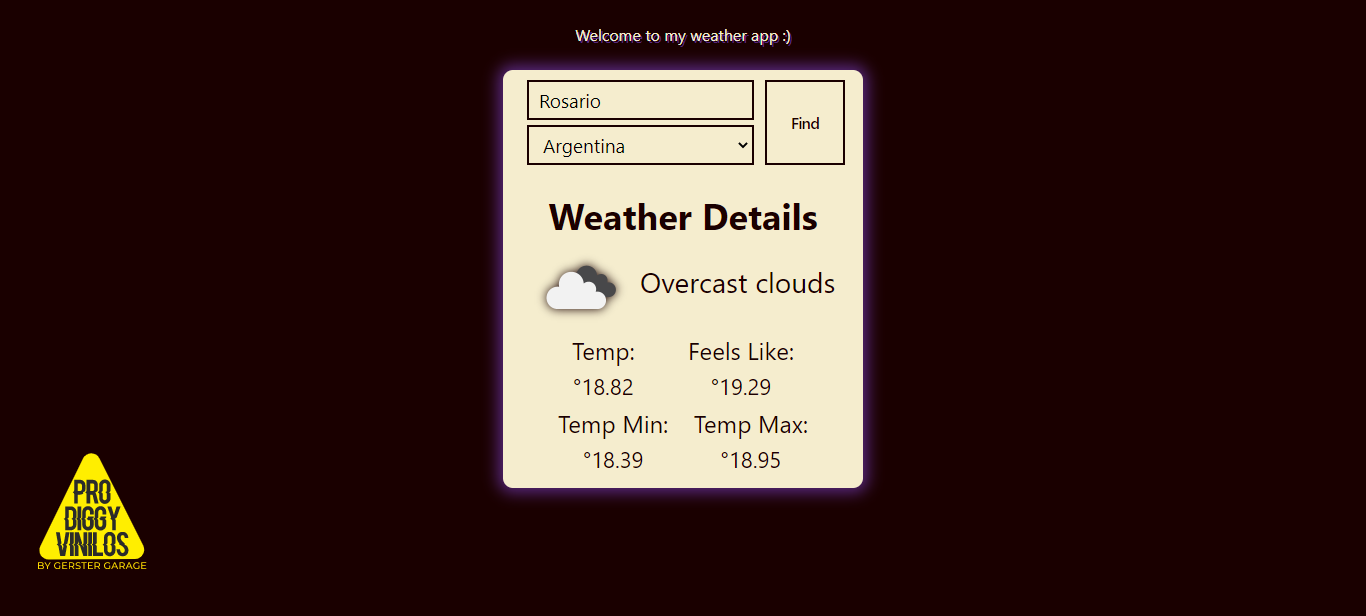 Welcome to my weather app :)
Rosario
Find
Argentina
Weather Details
Overcast clouds
Temp: Feels Like:
°18.82 °19.29
Temp Min: Temp Max:
°18.39 °18.95
PRO
DIGGY
VINILOS
BY GERSTER GARAGE